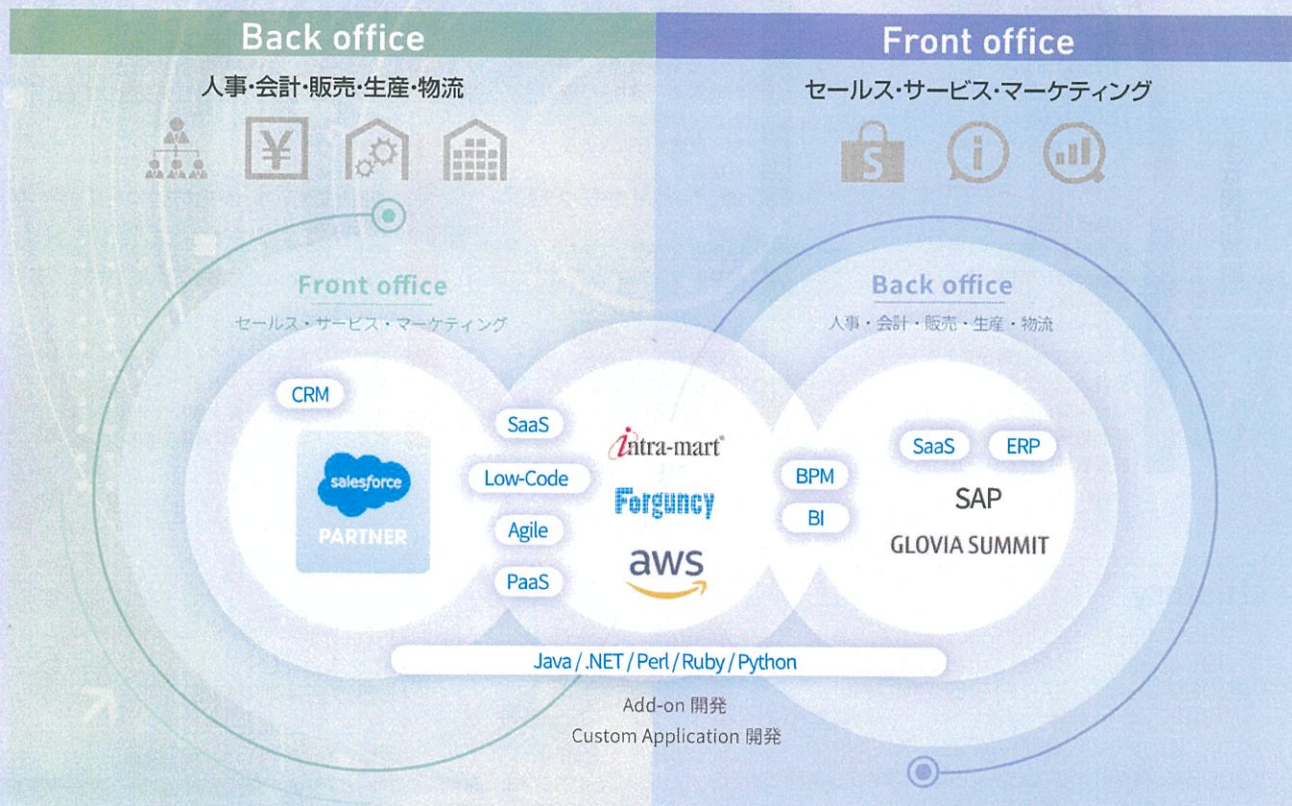 Back office
人事・会計・販売・生産・物流
Front office
セールス・サービス・マーケティング
¥
S
i
Front office
セールス・サービス・マーケティング
Back office
人事・会計・販売・生産・物流
CRM
salesforce
PARTNER
SaaS
Low-Code
Agile
PaaS
intra-mart®
Forguncy
aws
BPM
BI
SaaS ERP
SAP
GLOVIA SUMMIT
Java / .NET / Perl / Ruby / Python
Add-on 開発
Custom Application 開発